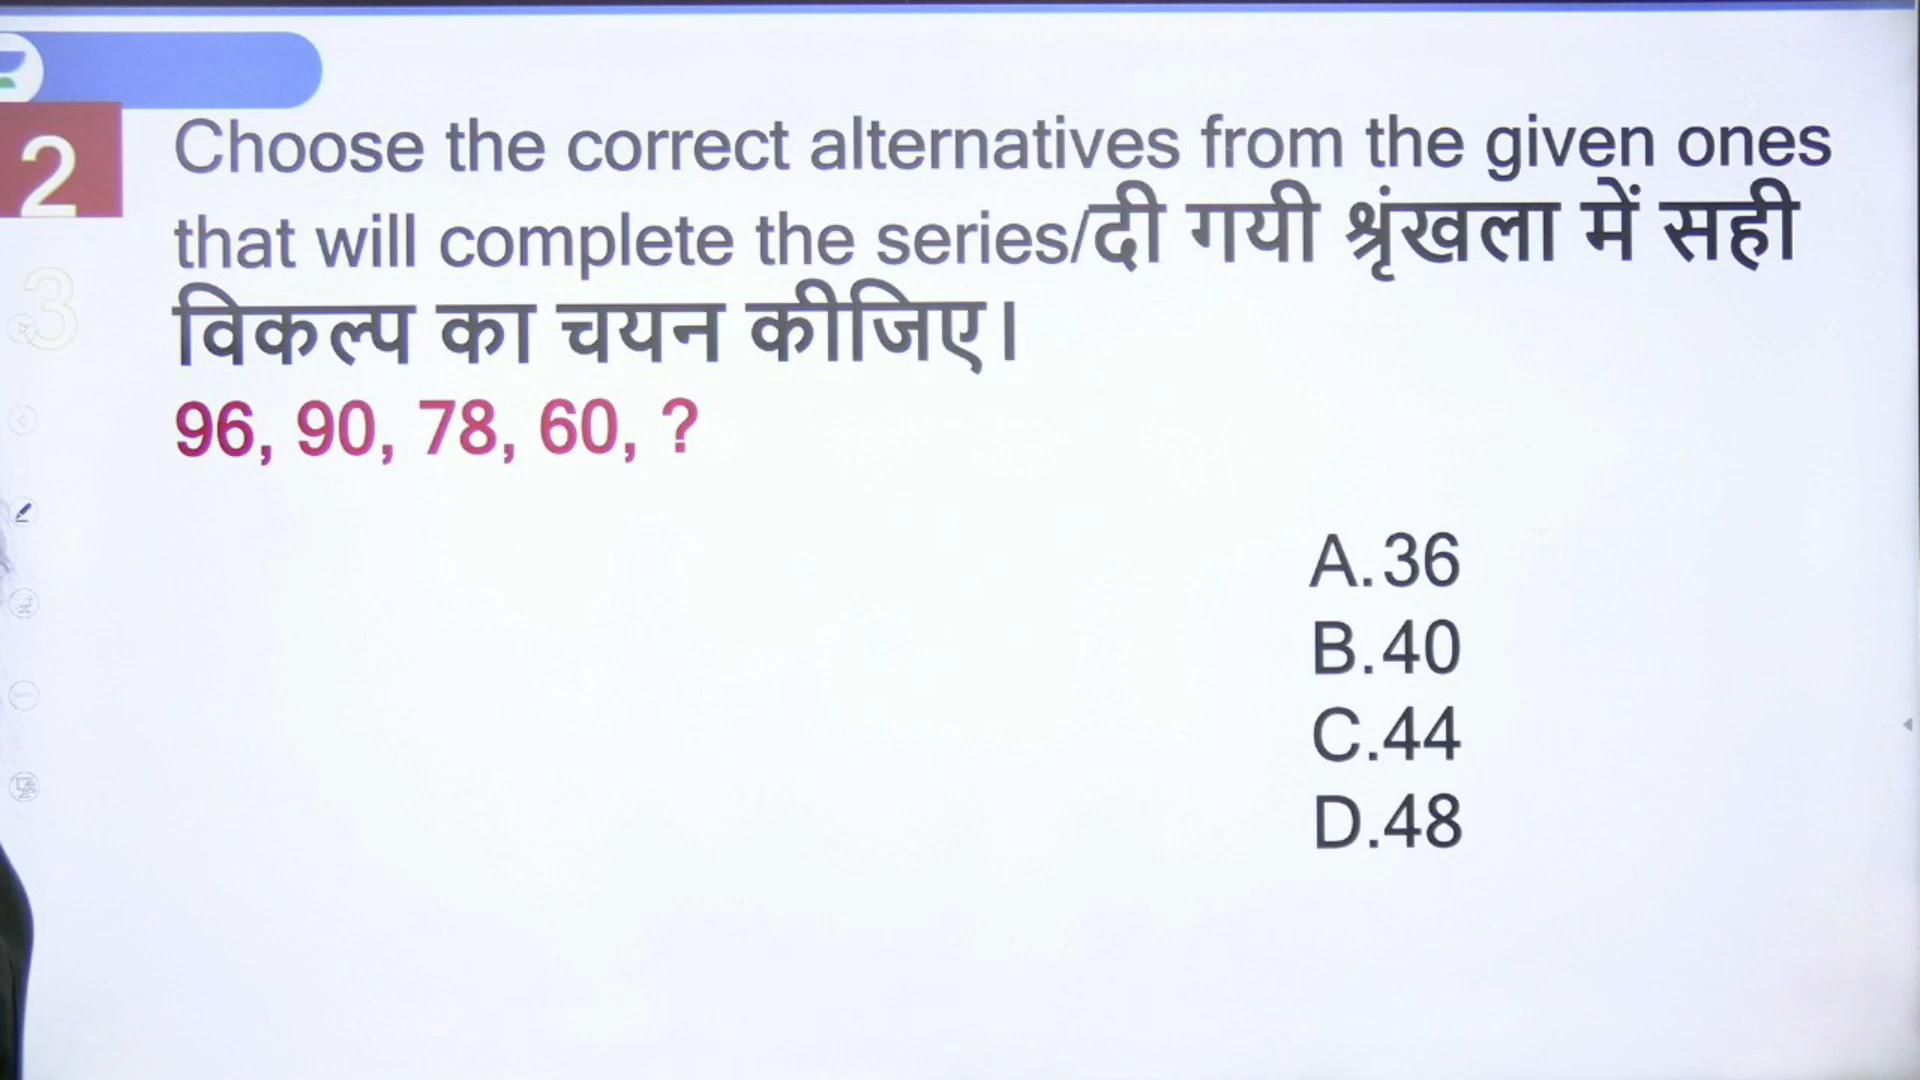 2
Choose the correct alternatives from the given ones
that will complete the series/दी गयी श्रृंखला में सही
3
विकल्प का चयन कीजिए।
96, 90, 78, 60, ?
A.36
B.40
C.44
D.48